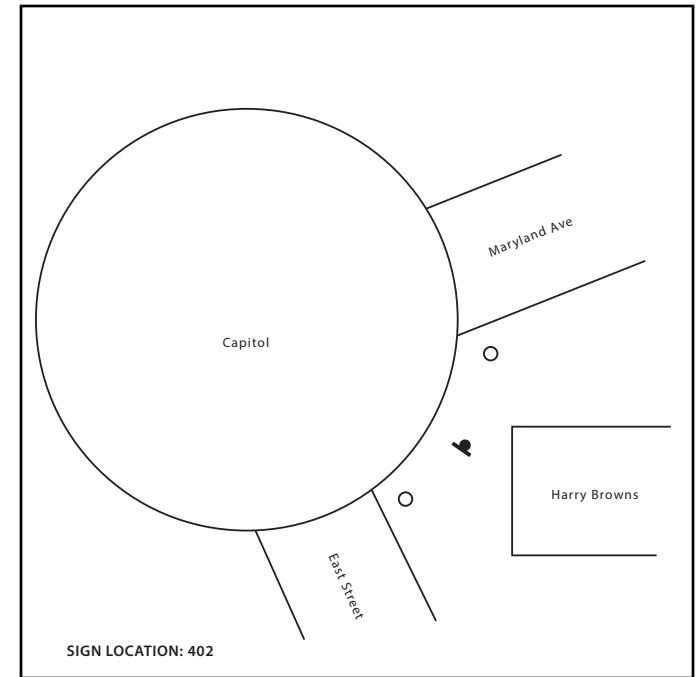 Maryland Ave
Capitol
Harry Browns
East Street
SIGN LOCATION: 402